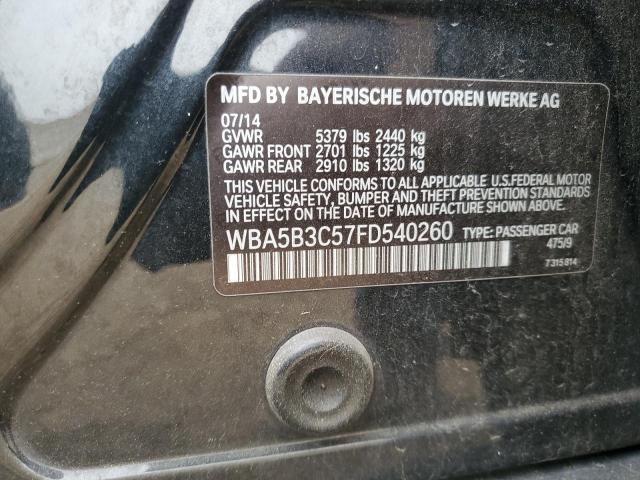 MFD BY BAYERISCHE MOTOREN WERKE AG
07/14
GVWR 5379 lbs 2440 kg
GAWR FRONT 2701 lbs 1225 kg
GAWR REAR 2910 lbs 1320 kg
THIS VEHICLE CONFORMS TO ALL APPLICABLE U.S.FEDERAL MOTOR
VEHICLE SAFETY, BUMPER AND THEFT PREVENTION STANDARDS
IN EFFECT ON THE DATE OF MANUFACTURE SHOWN ABOVE.
WBA5B3C57FD540260 TYPE: PASSENGER CAR
475/9
7315814